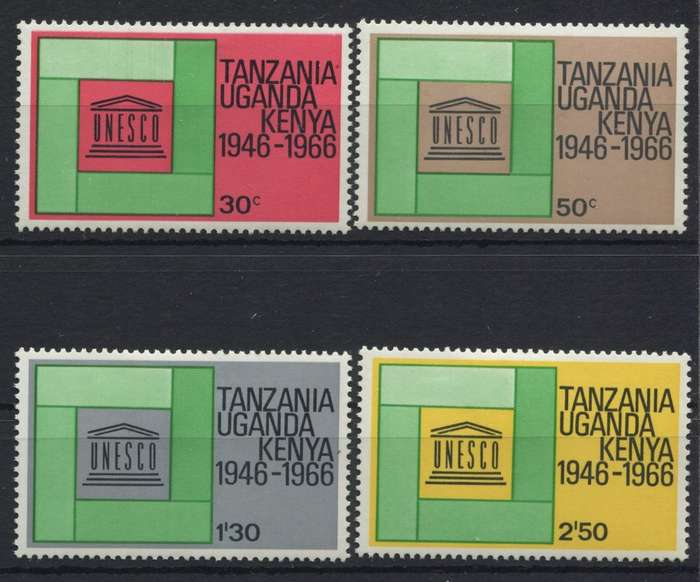 UNESCO
TANZANIA
UGANDA
KENYA
1946-1966
30c
UNESCO
TANZANIA
UGANDA
KENYA
1946-1966
50c
UNESCO
TANZANIA
UGANDA
KENYA
1946-1966
1'30
UNESCO
TANZANIA
UGANDA
KENYA
1946-1966
2'50